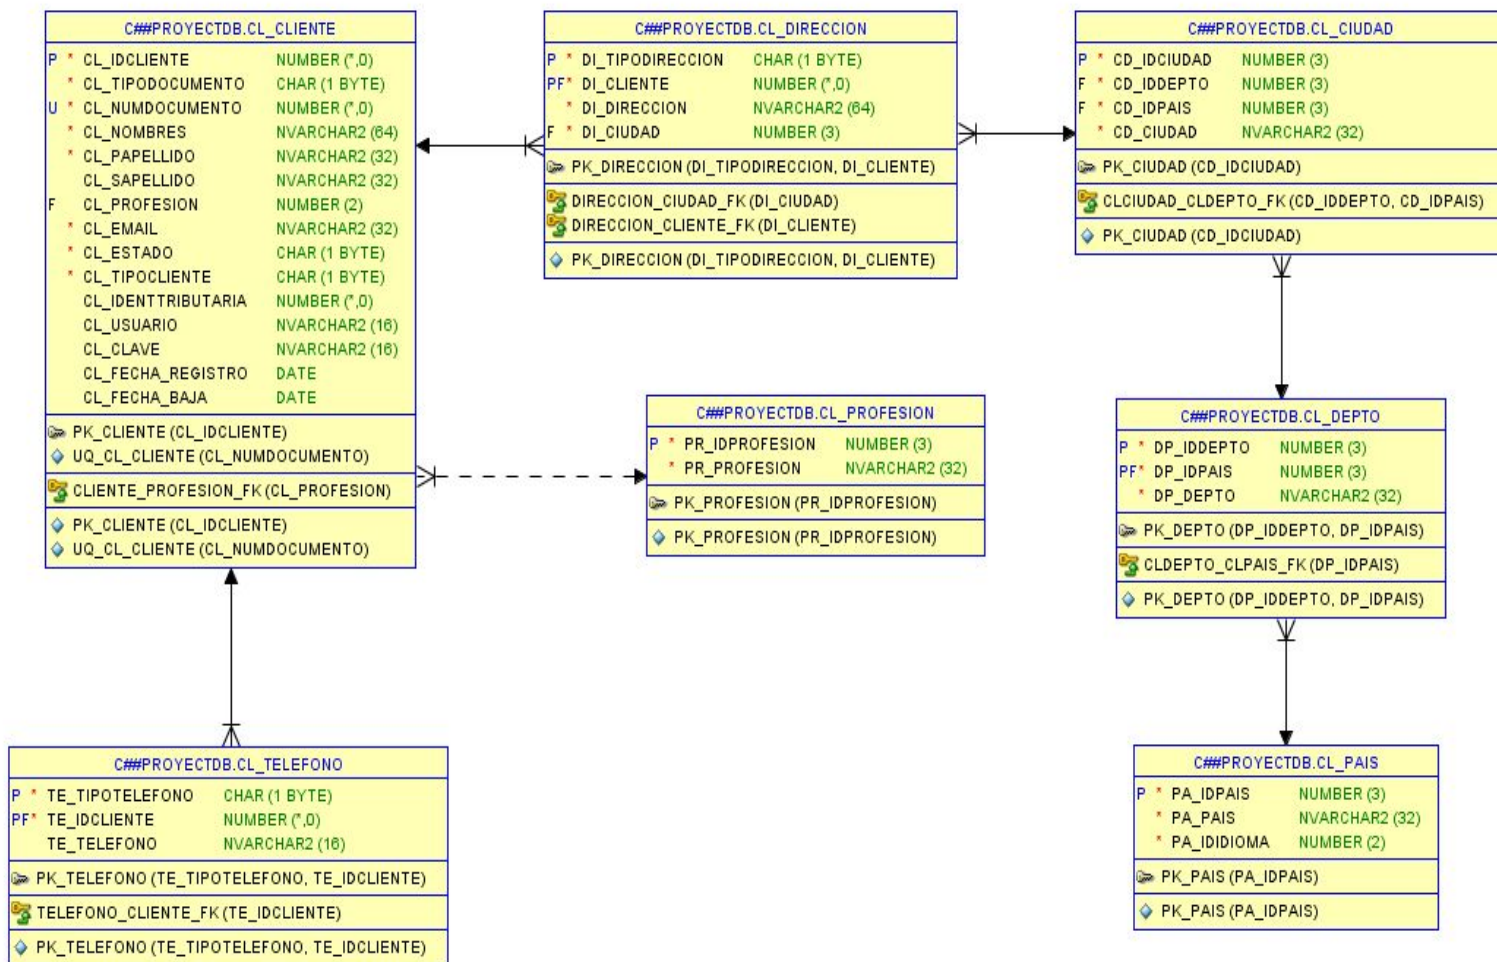 C##PROYECTDB.CL_CLIENTE
P * CL_IDCLIENTE NUMBER (*,0)
* CL_TIPODOCUMENTO CHAR (1 BYTE)
U * CL_NUMDOCUMENTO NUMBER (*,0)
* CL_NOMBRES NVARCHAR2 (64)
* CL_PAPELLIDO NVARCHAR2 (32)
CL_SAPELLIDO NVARCHAR2 (32)
F CL_PROFESION NUMBER (2)
* CL_EMAIL NVARCHAR2 (32)
* CL_ESTADO CHAR (1 BYTE)
* CL_TIPOCLIENTE CHAR (1 BYTE)
CL_IDENTTRIBUTARIA NUMBER (*,0)
CL_USUARIO NVARCHAR2 (16)
CL_CLAVE NVARCHAR2 (16)
CL_FECHA_REGISTRO DATE
CL_FECHA_BAJA DATE
PK_CLIENTE (CL_IDCLIENTE)
UQ_CL_CLIENTE (CL_NUMDOCUMENTO)
CLIENTE_PROFESION_FK (CL_PROFESION)
PK_CLIENTE (CL_IDCLIENTE)
UQ_CL_CLIENTE (CL_NUMDOCUMENTO)
C##PROYECTDB.CL_DIRECCION
P * DI_TIPODIRECCION CHAR (1 BYTE)
PF* DI_CLIENTE NUMBER (*,0)
* DI_DIRECCION NVARCHAR2 (64)
F * DI_CIUDAD NUMBER (3)
PK_DIRECCION (DI_TIPODIRECCION, DI_CLIENTE)
DIRECCION_CIUDAD_FK (DI_CIUDAD)
DIRECCION_CLIENTE_FK (DI_CLIENTE)
PK_DIRECCION (DI_TIPODIRECCION, DI_CLIENTE)
C##PROYECTDB.CL_CIUDAD
P * CD_IDCIUDAD NUMBER (3)
F * CD_IDDEPTO NUMBER (3)
F * CD_IDPAIS NUMBER (3)
* CD_CIUDAD NVARCHAR2 (32)
PK_CIUDAD (CD_IDCIUDAD)
CLCIUDAD_CLDEPTO_FK (CD_IDDEPTO, CD_IDPAIS)
PK_CIUDAD (CD_IDCIUDAD)
C##PROYECTDB.CL_PROFESION
P * PR_IDPROFESION NUMBER (3)
* PR_PROFESION NVARCHAR2 (32)
PK_PROFESION (PR_IDPROFESION)
PK_PROFESION (PR_IDPROFESION)
C##PROYECTDB.CL_DEPTO
P * DP_IDDEPTO NUMBER (3)
PF* DP_IDPAIS NUMBER (3)
* DP_DEPTO NVARCHAR2 (32)
PK_DEPTO (DP_IDDEPTO, DP_IDPAIS)
CLDEPTO_CLPAIS_FK (DP_IDPAIS)
PK_DEPTO (DP_IDDEPTO, DP_IDPAIS)
C##PROYECTDB.CL_TELEFONO
P * TE_TIPOTELEFONO CHAR (1 BYTE)
PF* TE_IDCLIENTE NUMBER (*,0)
TE_TELEFONO NVARCHAR2 (16)
PK_TELEFONO (TE_TIPOTELEFONO, TE_IDCLIENTE)
TELEFONO_CLIENTE_FK (TE_IDCLIENTE)
PK_TELEFONO (TE_TIPOTELEFONO, TE_IDCLIENTE)
C##PROYECTDB.CL_PAIS
P * PA_IDPAIS NUMBER (3)
* PA_PAIS NVARCHAR2 (32)
* PA_IDIDIOMA NUMBER (2)
PK_PAIS (PA_IDPAIS)
PK_PAIS (PA_IDPAIS)